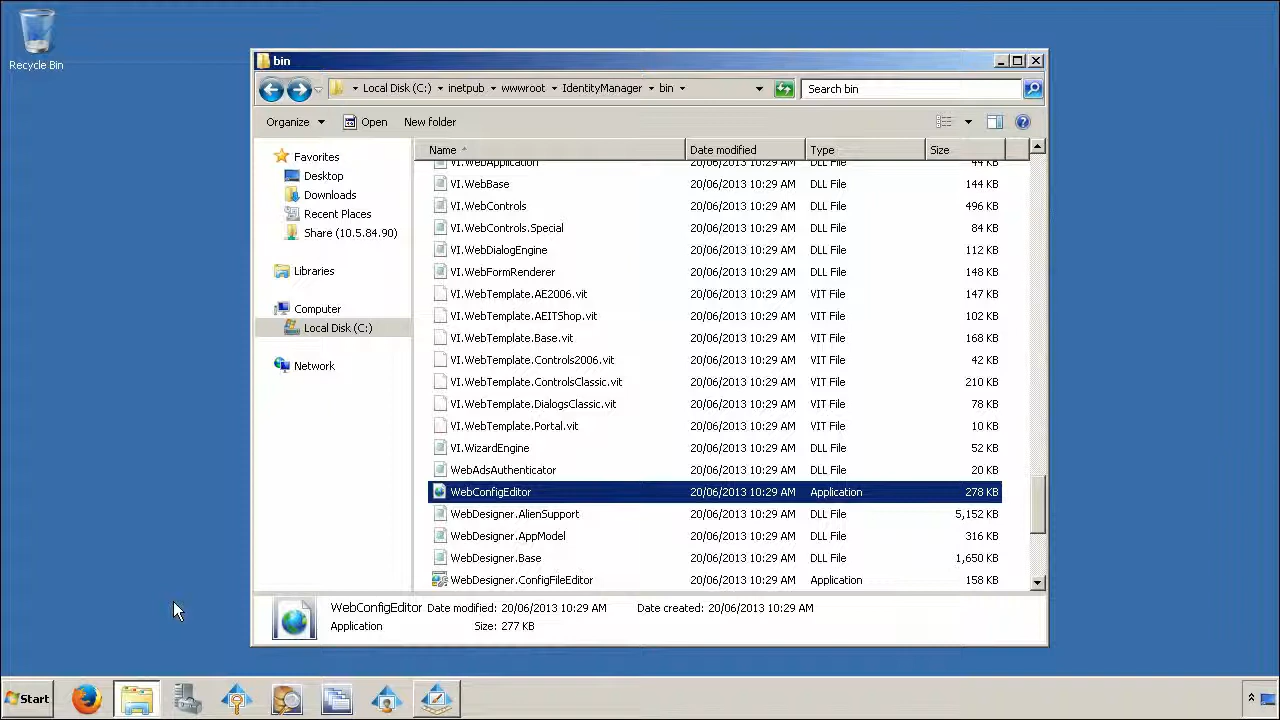 Recycle Bin
bin
Local Disk (C:) inetpub wwwroot IdentityManager bin
Search bin
Organize Open New folder
Name Date modified Type Size
Favorites
Desktop
Downloads
Recent Places
Share (10.5.84.90)
Libraries
Computer
Local Disk (C:)
Network
VI.WebApplication 20/06/2013 10:29 AM DLL File 44 KB
VI.WebBase 20/06/2013 10:29 AM DLL File 144 KB
VI.WebControls 20/06/2013 10:29 AM DLL File 496 KB
VI.WebControls.Special 20/06/2013 10:29 AM DLL File 84 KB
VI.WebDialogEngine 20/06/2013 10:29 AM DLL File 112 KB
VI.WebFormRenderer 20/06/2013 10:29 AM DLL File 148 KB
VI.WebTemplate.AE2006.vit 20/06/2013 10:29 AM VIT File 147 KB
VI.WebTemplate.AEITShop.vit 20/06/2013 10:29 AM VIT File 102 KB
VI.WebTemplate.Base.vit 20/06/2013 10:29 AM VIT File 168 KB
VI.WebTemplate.Controls2006.vit 20/06/2013 10:29 AM VIT File 42 KB
VI.WebTemplate.ControlsClassic.vit 20/06/2013 10:29 AM VIT File 210 KB
VI.WebTemplate.DialogsClassic.vit 20/06/2013 10:29 AM VIT File 78 KB
VI.WebTemplate.Portal.vit 20/06/2013 10:29 AM VIT File 10 KB
VI.WizardEngine 20/06/2013 10:29 AM DLL File 52 KB
WebAdsAuthenticator 20/06/2013 10:29 AM DLL File 20 KB
WebConfigEditor 20/06/2013 10:29 AM Application 278 KB
WebDesigner.AlienSupport 20/06/2013 10:29 AM DLL File 5,152 KB
WebDesigner.AppModel 20/06/2013 10:29 AM DLL File 316 KB
WebDesigner.Base 20/06/2013 10:29 AM DLL File 1,650 KB
WebDesigner.ConfigFileEditor 20/06/2013 10:29 AM Application 158 KB
WebConfigEditor Date modified: 20/06/2013 10:29 AM Date created: 20/06/2013 10:29 AM
Application Size: 277 KB
Start